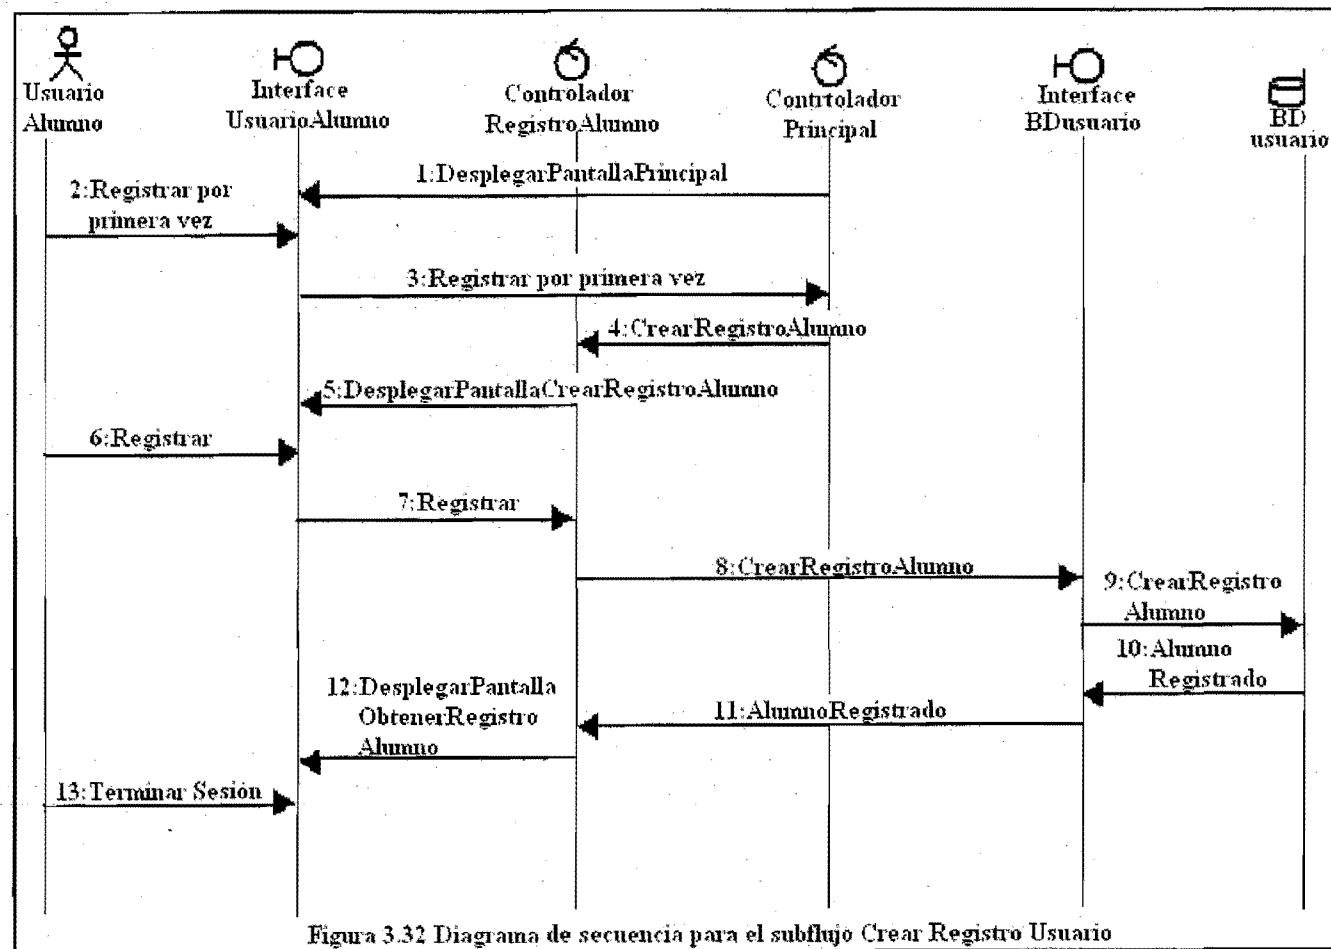 Usuario
Alumno
Interface
UsuarioAlumno
Controlador
RegistroAlumno
Contrtolador
Principal
Interface
BDusuario
BD
usuario
1:DesplegarPantallaPrincipal
2:Registrar por
primera vez
3:Registrar por primera vez
4:CrearRegistroAlumno
5:DesplegarPantallaCrearRegistroAlumno
6:Registrar
7:Registrar
8:CrearRegistroAlumno
9:CrearRegistro
Alumno
10:Alumno
Registrado
11:AlumnoRegistrado
12:DesplegarPantalla
ObtenerRegistro
Alumno
13:Terminar Sesión
Figura 3.32 Diagrama de secuencia para el subflujo Crear Registro Usuario